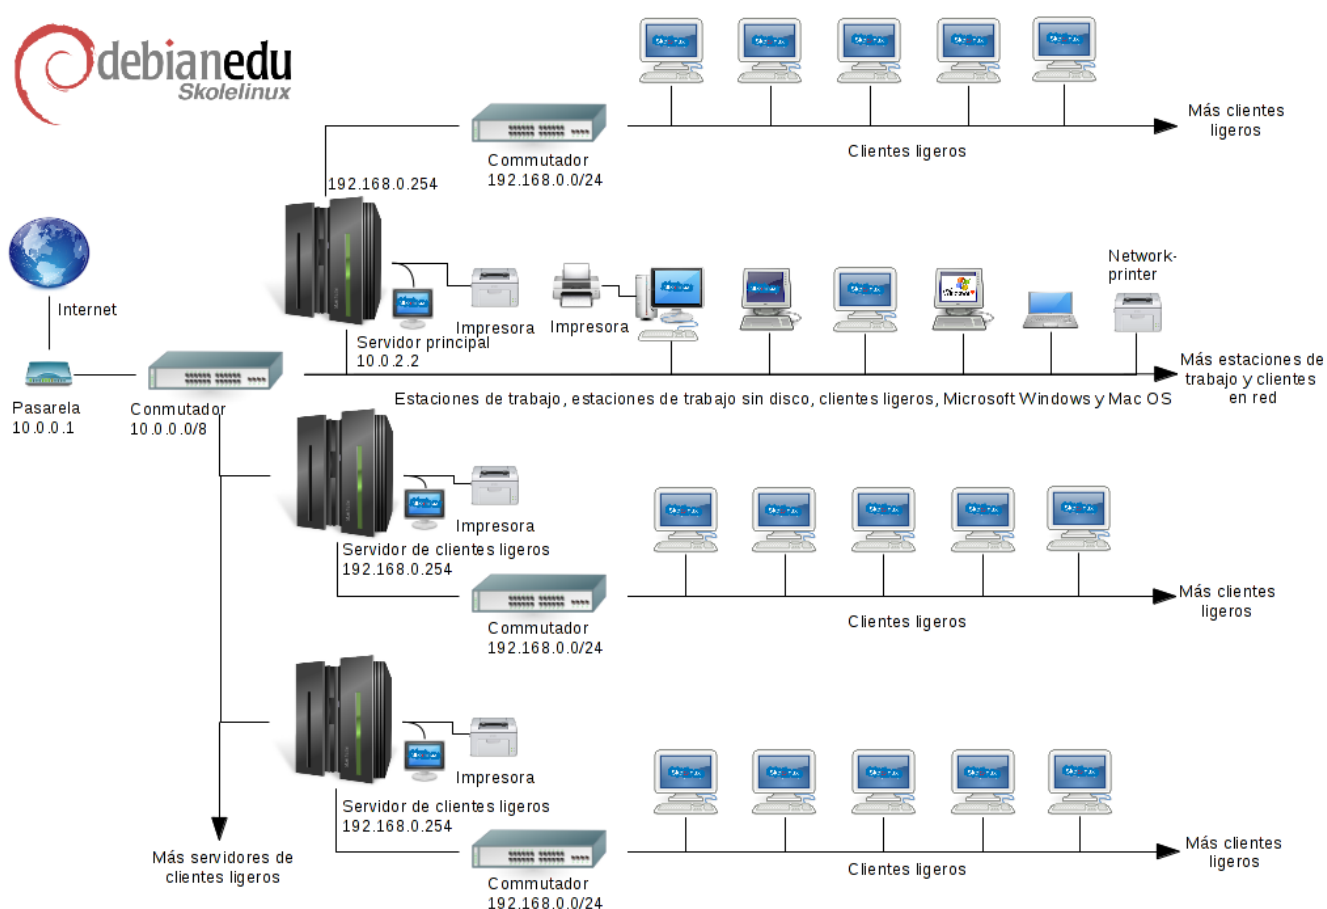 debianedu
Skolelinux
Más clientes
ligeros
Clientes ligeros
Commutador
192.168.0.0/24
192.168.0.254
Internet
Network-
printer
Impresora
Impresora
Servidor principal
10.0.2.2
Windows
Más estaciones de
trabajo y clientes
en red
Estaciones de trabajo, estaciones de trabajo sin disco, clientes ligeros, Microsoft Windows y Mac OS
Pasarela
10.0.0.1
Conmutador
10.0.0.0/8
Impresora
Servidor de clientes ligeros
192.168.0.254
Más clientes
ligeros
Clientes ligeros
Commutador
192.168.0.0/24
Impresora
Servidor de clientes ligeros
192.168.0.254
Más clientes
ligeros
Clientes ligeros
Más servidores de
clientes ligeros
Commutador
192.168.0.0/24